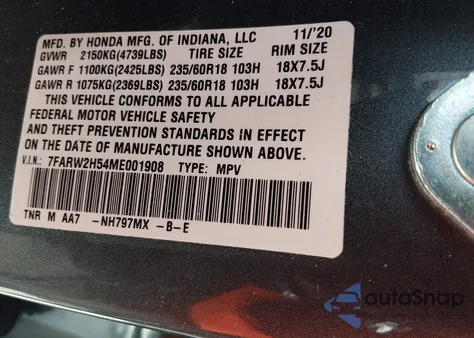 MFD. BY HONDA MFG. OF INDIANA, LLC 11/'20
GVWR 2150KG(4739LBS) TIRE SIZE RIM SIZE
GAWR F 1100KG(2425LBS) 235/60R18 103H 18X7.5J
GAWR R 1075KG(2369LBS) 235/60R18 103H 18X7.5J
THIS VEHICLE CONFORMS TO ALL APPLICABLE
FEDERAL MOTOR VEHICLE SAFETY
AND THEFT PREVENTION STANDARDS IN EFFECT
ON THE DATE OF MANUFACTURE SHOWN ABOVE.
V.I.N.: 7FARW2H54ME001908 TYPE: MPV
TNR M AA7 -NH797MX -B-E
autoSnap